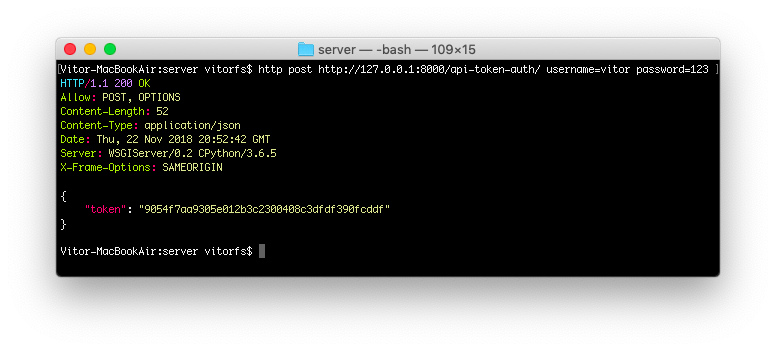 server — -bash — 109×15
[Vitor-MacBookAir:server vitorfs$ http post http://127.0.0.1:8000/api-token-auth/ username=vitor password=123 ]
HTTP/1.1 200 OK
Allow: POST, OPTIONS
Content-Length: 52
Content-Type: application/json
Date: Thu, 22 Nov 2018 20:52:42 GMT
Server: WSGIServer/0.2 CPython/3.6.5
X-Frame-Options: SAMEORIGIN
{
"token": "9054f7aa9305e012b3c2300408c3dfdf390fcddf"
}
Vitor-MacBookAir:server vitorfs$